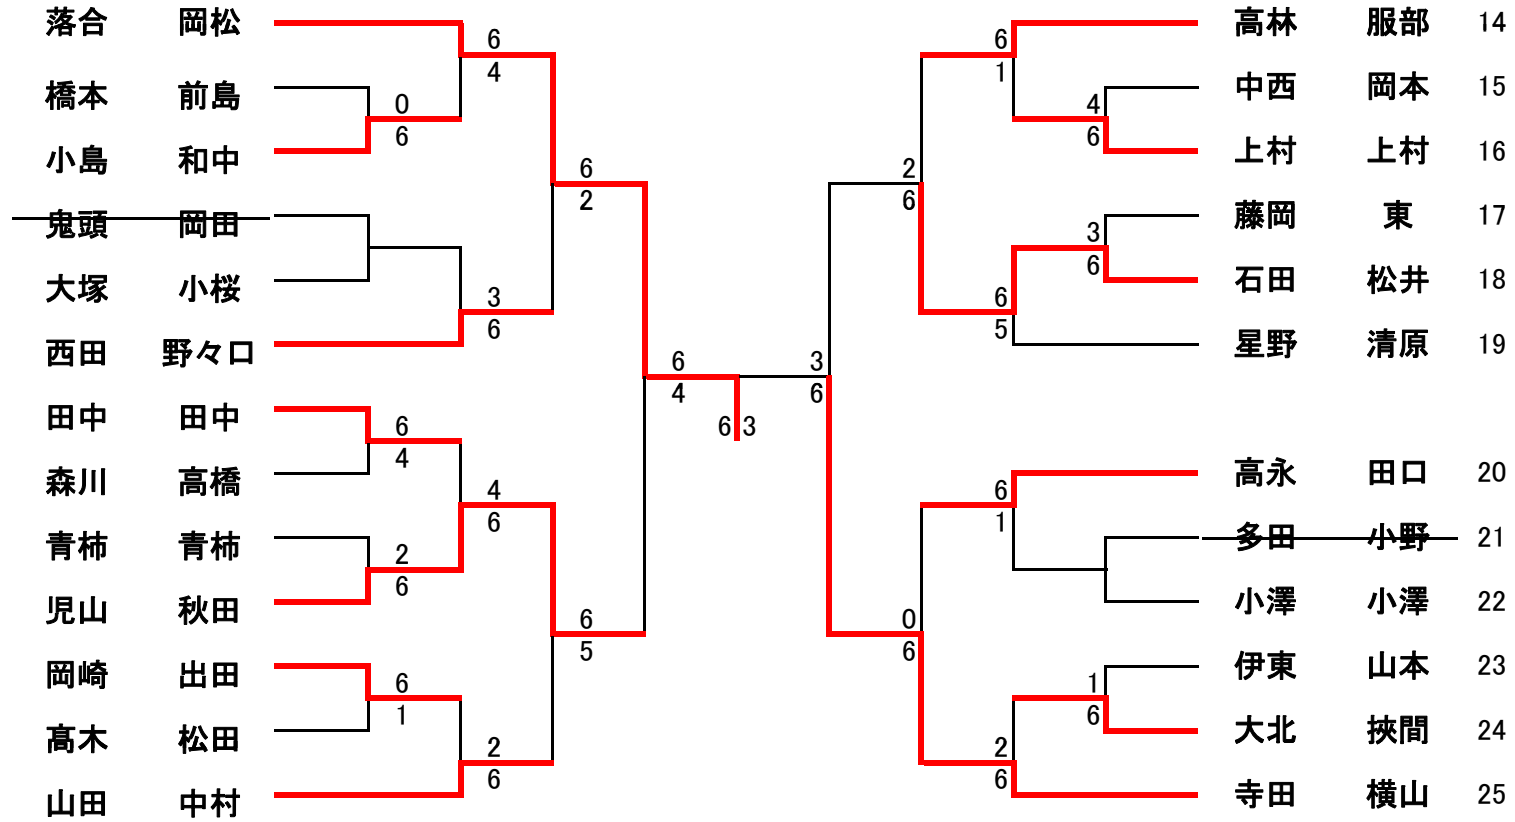 落合 岡松
橋本 前島
小島 和中
鬼頭 岡田
大塚 小桜
西田 野々口
田中 田中
森川 高橋
青柿 青柿
児山 秋田
岡崎 出田
髙木 松田
山田 中村
6
4
0
6
6
2
3
6
6
4
6
4
4
6
2
6
6
5
6
1
2
6
6 3
3
6
2
6
6
1
4
6
3
6
6
5
6
1
0
6
1
6
2
6
高林 服部 14
中西 岡本 15
上村 上村 16
藤岡 東 17
石田 松井 18
星野 清原 19
高永 田口 20
多田 小野 21
小澤 小澤 22
伊東 山本 23
大北 挾間 24
寺田 横山 25